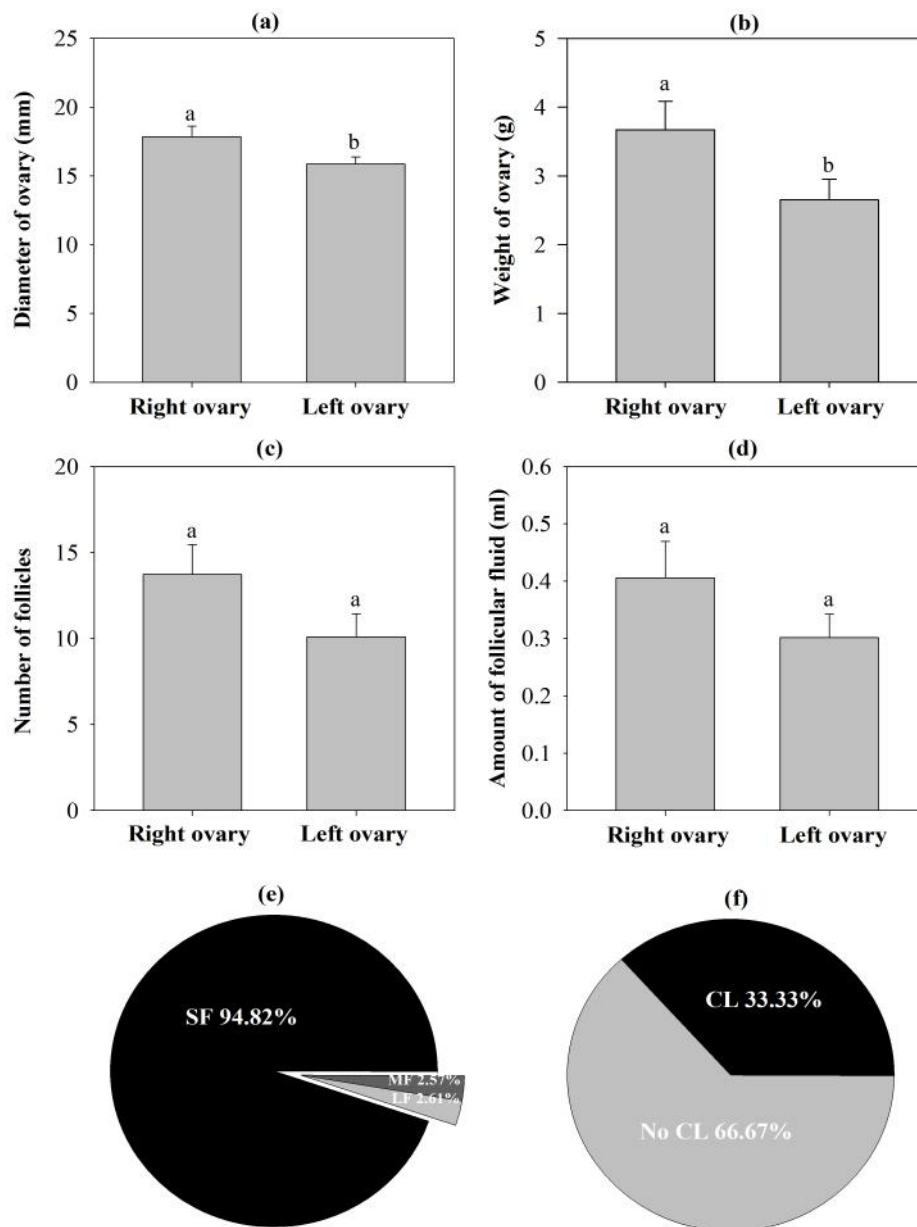 (a)
25
20
15
10
5
0
Diameter of ovary (mm)
a
b
Right ovary
Left ovary
(b)
5
4
3
2
1
0
Weight of ovary (g)
a
b
Right ovary
Left ovary
(c)
20
15
10
5
0
Number of follicles
a
a
Right ovary
Left ovary
(d)
0.6
0.5
0.4
0.3
0.2
0.1
0.0
Amount of follicular fluid (ml)
a
a
Right ovary
Left ovary
(e)
SF 94.82%
MF 2.57%
LF 2.61%
(f)
CL 33.33%
No CL 66.67%